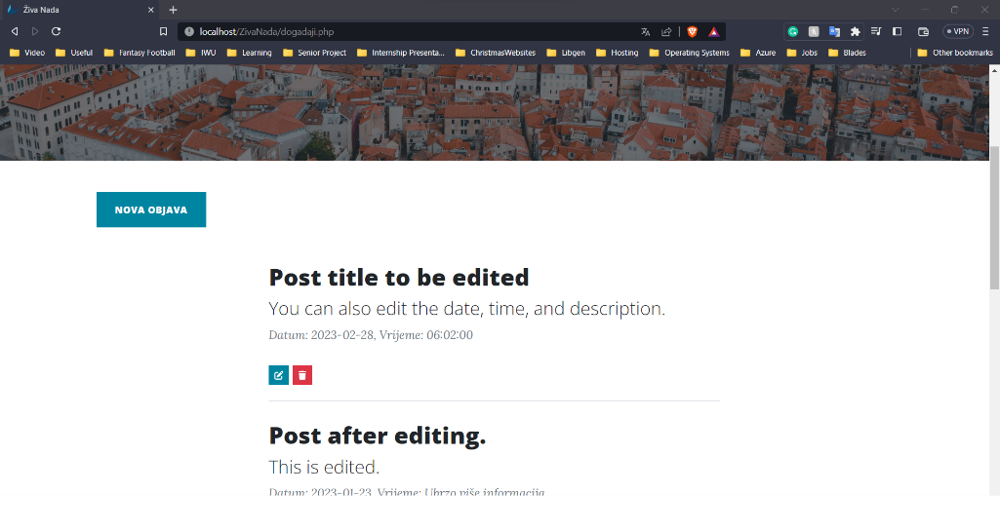 Živa Nada
localhost/ZivaNada/dogadaji.php
VPN
Video Useful Fantasy Football IWU Learning Senior Project Internship Presenta... ChristmasWebsites Libgen Hosting Operating Systems Azure Jobs Blades Other bookmarks
NOVA OBJAVA
Post title to be edited
You can also edit the date, time, and description.
Datum: 2023-02-28, Vrijeme: 06:02:00
Post after editing.
This is edited.
Datum: 2023-01-23, Vrijeme: Ubrzo više informacija